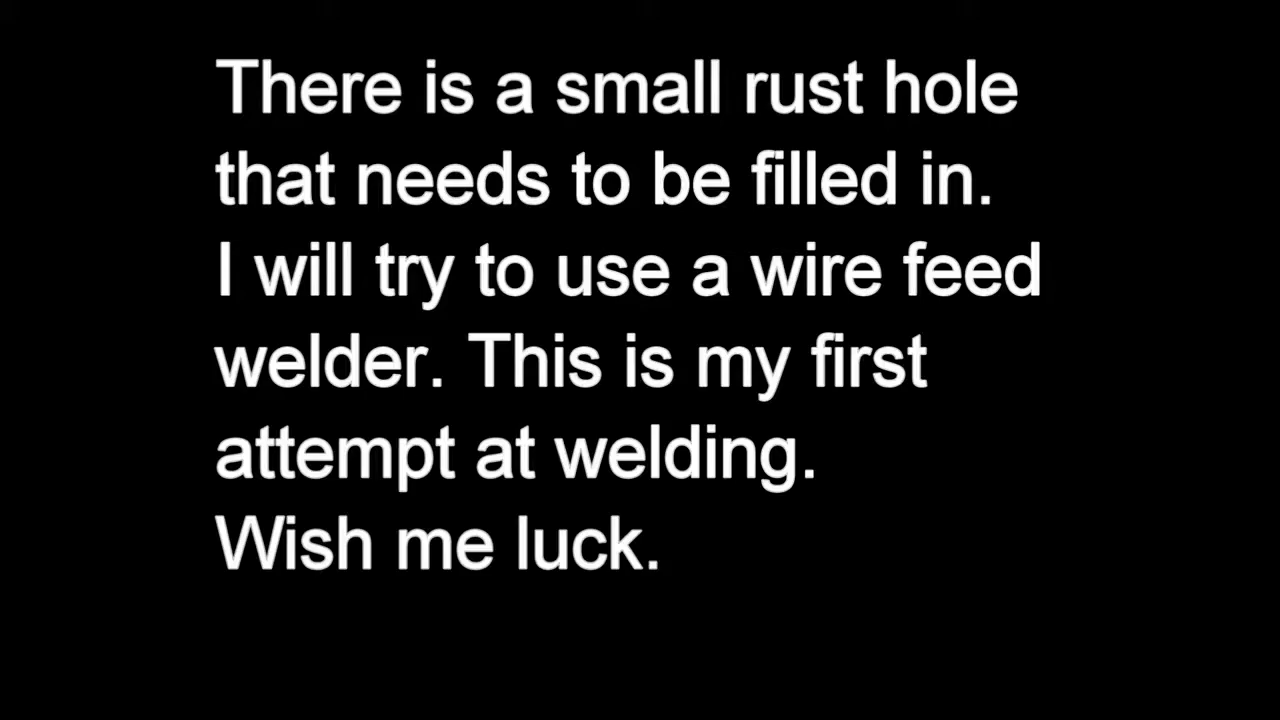 There is a small rust hole
that needs to be filled in.
I will try to use a wire feed
welder. This is my first
attempt at welding.
Wish me luck.